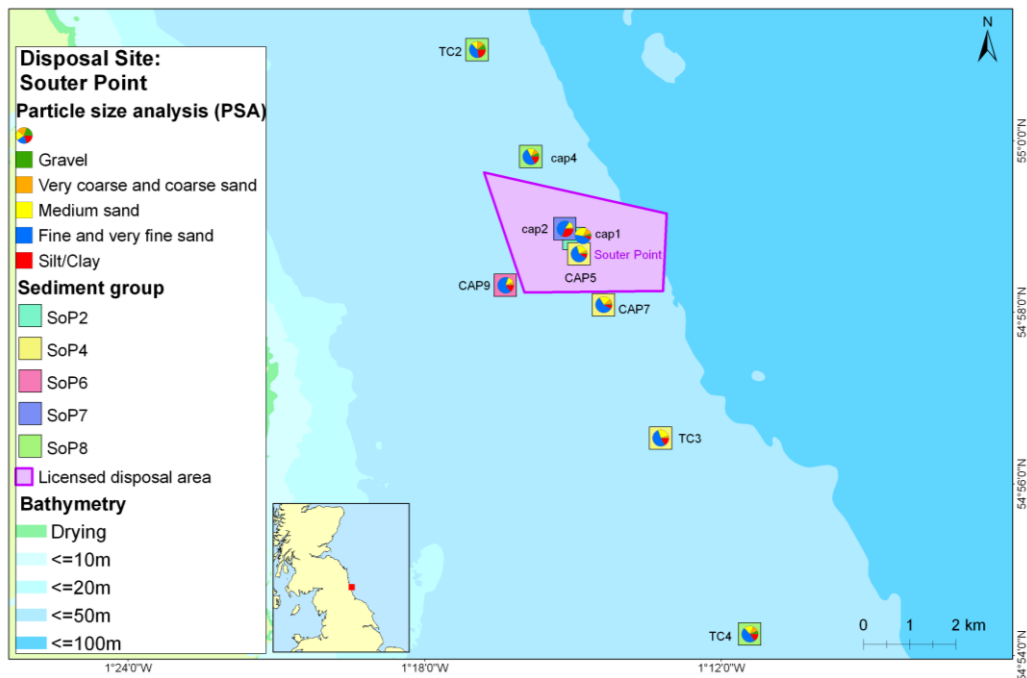 Disposal Site:
Souter Point
Particle size analysis (PSA)
Gravel
Very coarse and coarse sand
Medium sand
Fine and very fine sand
Silt/Clay
Sediment group
SoP2
SoP4
SoP6
SoP7
SoP8
Licensed disposal area
Bathymetry
Drying
<=10m
<=20m
<=50m
<=100m
TC2
cap4
cap2
cap1
Souter Point
CAP5
CAP9
CAP7
TC3
TC4
N
0 1 2 km
55°0'0"N
54°58'0"N
54°56'0"N
54°54'0"N
1°24'0"W
1°18'0"W
1°12'0"W